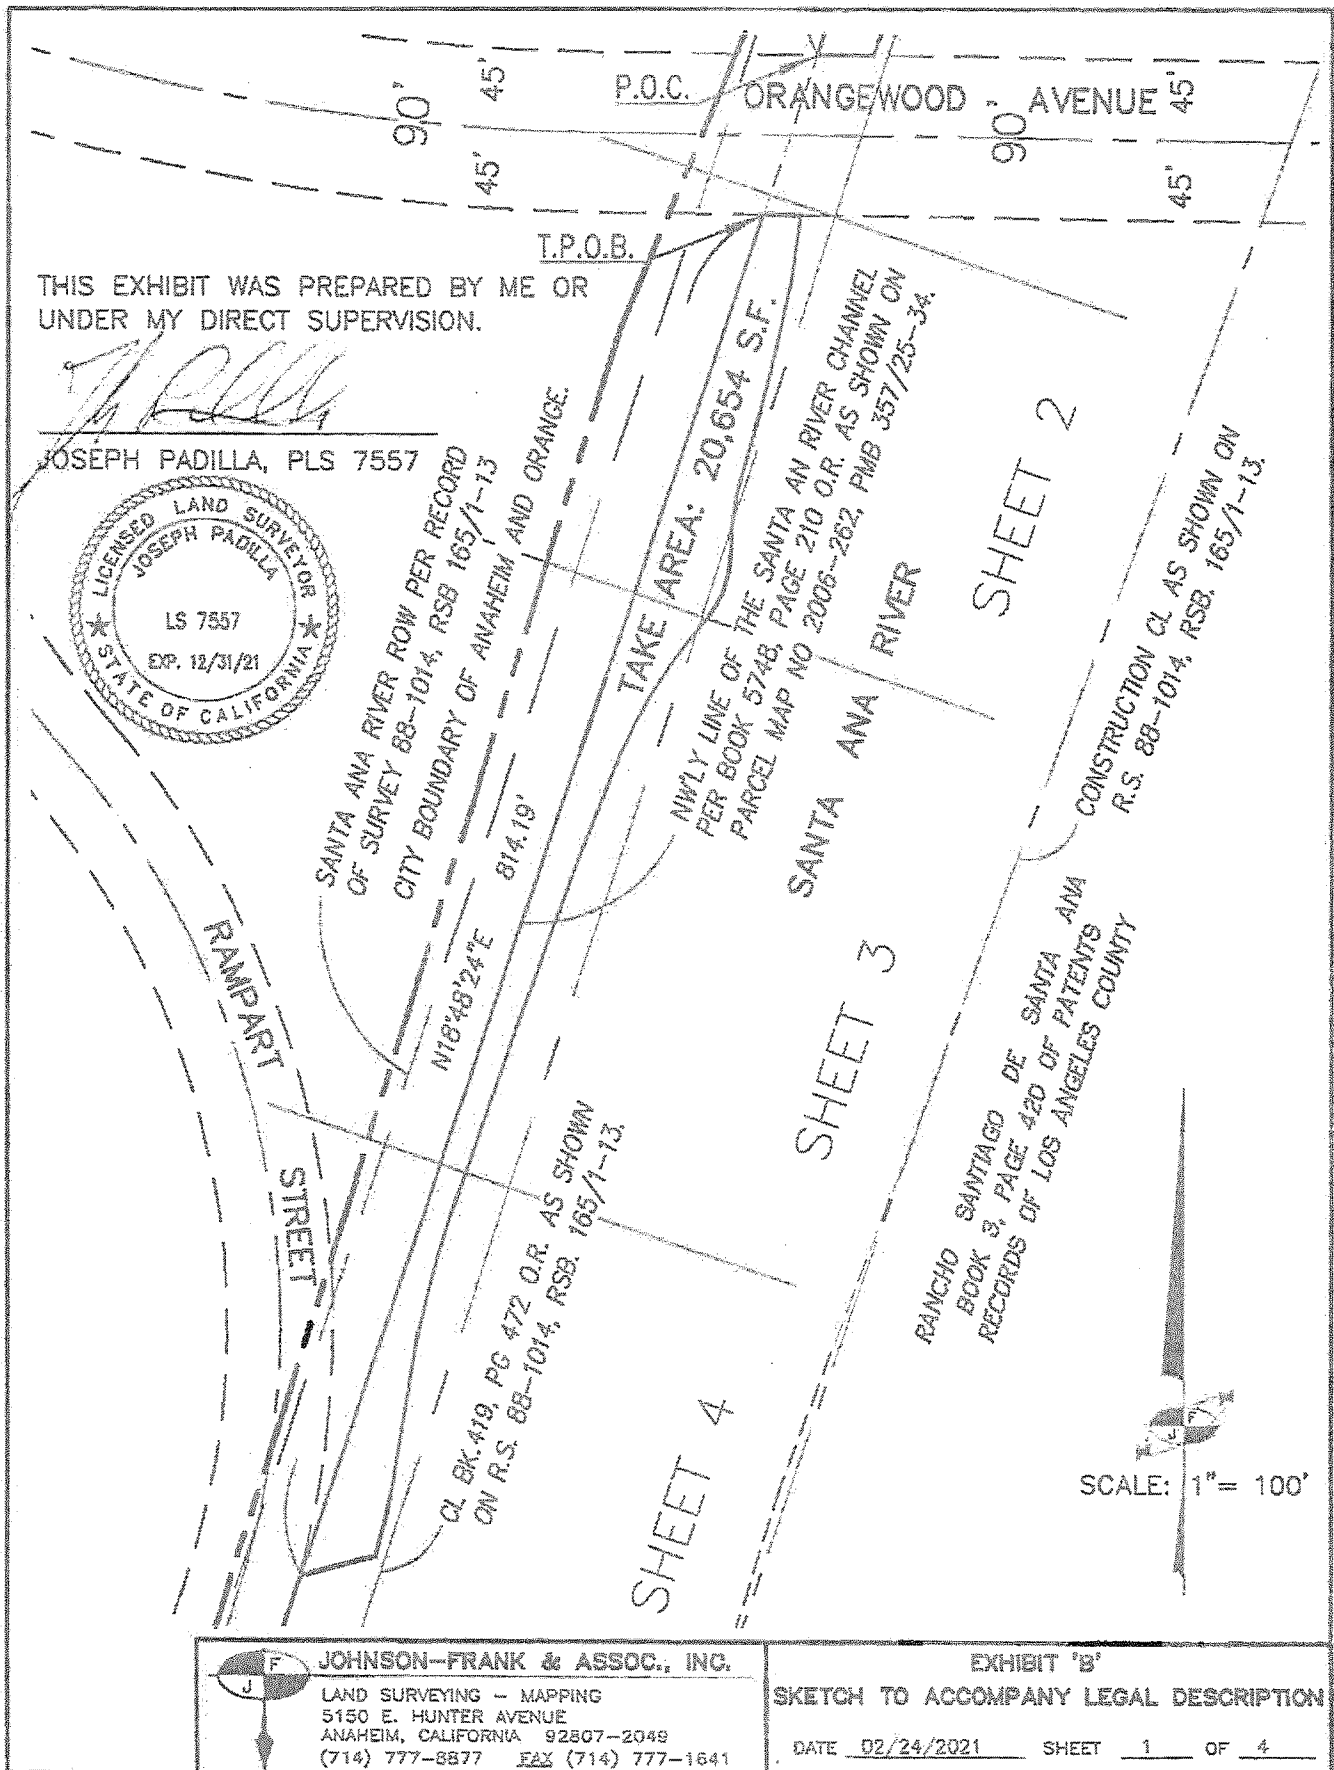 P.O.C.
ORANGEWOOD AVENUE
90'
45'
45'
90'
45'
45'
T.P.O.B.
THIS EXHIBIT WAS PREPARED BY ME OR
UNDER MY DIRECT SUPERVISION.
JOSEPH PADILLA, PLS 7557
LICENSED LAND SURVEYOR
JOSEPH PADILLA
LS 7557
EXP. 12/31/21
STATE OF CALIFORNIA
SANTA ANA RIVER ROW PER RECORD
OF SURVEY 88-1014, RSB 165/1-13
CITY BOUNDARY OF ANAHEIM AND ORANGE.
TAKE AREA: 20,654 S.F.
NW'LY LINE OF THE SANTA AN RIVER CHANNEL
PER BOOK 5748, PAGE 210 O.R. AS SHOWN ON
PARCEL MAP NO 2006-262, PMB 357/25-34.
SANTA ANA RIVER
SHEET 2
CONSTRUCTION CL AS SHOWN ON
R.S. 88-1014, RSB. 165/1-13.
N18°48'24"E 814.19'
SHEET 3
RAMPART STREET
RANCHO SANTIAGO DE SANTA ANA
BOOK 3, PAGE 420 OF PATENTS
RECORDS OF LOS ANGELES COUNTY
CL BK.419, PG 472 O.R. AS SHOWN
ON R.S. 88-1014, RSB. 165/1-13.
SHEET 4
SCALE: 1"= 100'
F
J
JOHNSON-FRANK & ASSOC., INC.
LAND SURVEYING - MAPPING
5150 E. HUNTER AVENUE
ANAHEIM, CALIFORNIA 92807-2049
(714) 777-8877 FAX (714) 777-1641
EXHIBIT 'B'
SKETCH TO ACCOMPANY LEGAL DESCRIPTION
DATE 02/24/2021 SHEET 1 OF 4